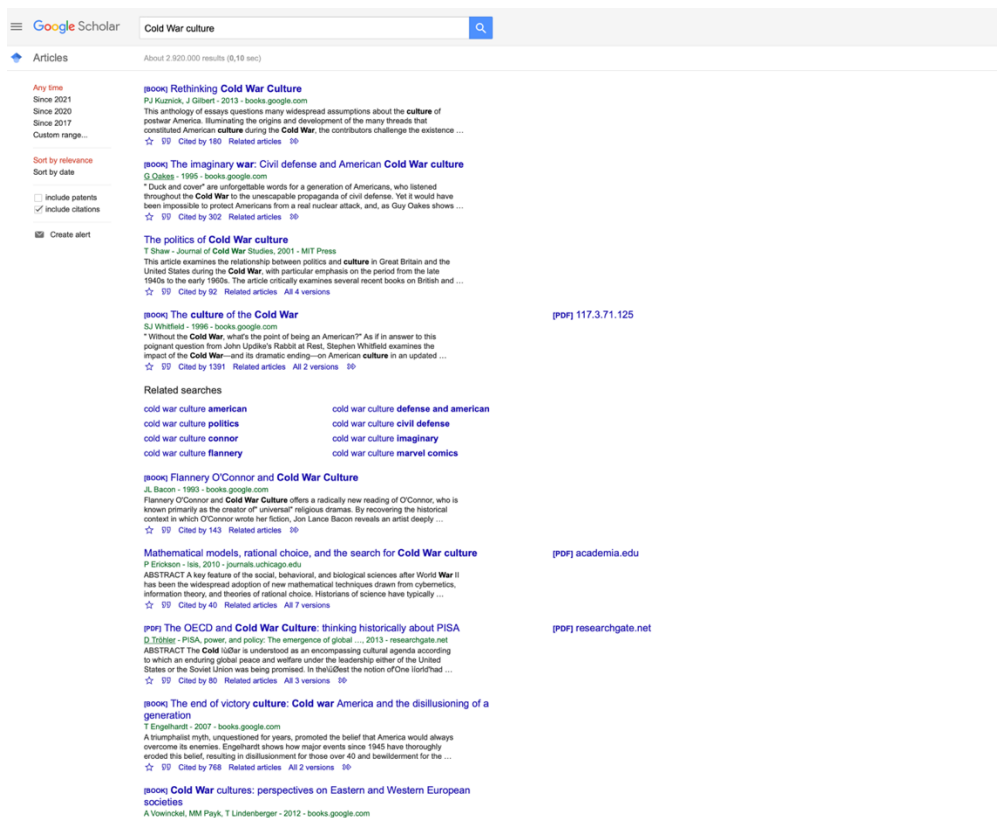 Google Scholar
Cold War culture
Articles
About 2.920.000 results (0,10 sec)
Any time
Since 2021
Since 2020
Since 2017
Custom range...
Sort by relevance
Sort by date
include patents
include citations
Create alert
[BOOK] Rethinking Cold War Culture
PJ Kuznick, J Gilbert - 2013 - books.google.com
This anthology of essays questions many widespread assumptions about the culture of
postwar America. Illuminating the origins and development of the many threads that
constituted American culture during the Cold War, the contributors challenge the existence ...
Cited by 180 Related articles
[BOOK] The imaginary war: Civil defense and American Cold War culture
G Oakes - 1995 - books.google.com
" Duck and cover" are unforgettable words for a generation of Americans, who listened
throughout the Cold War to the unescapable propaganda of civil defense. Yet it would have
been impossible to protect Americans from a real nuclear attack, and, as Guy Oakes shows ...
Cited by 302 Related articles
The politics of Cold War culture
T Shaw - Journal of Cold War Studies, 2001 - MIT Press
This article examines the relationship between politics and culture in Great Britain and the
United States during the Cold War, with particular emphasis on the period from the late
1940s to the early 1960s. The article critically examines several recent books on British and ...
Cited by 92 Related articles All 4 versions
[BOOK] The culture of the Cold War
[PDF] 117.3.71.125
SJ Whitfield - 1996 - books.google.com
" Without the Cold War, what's the point of being an American?" As if in answer to this
poignant question from John Updike's Rabbit at Rest, Stephen Whitfield examines the
impact of the Cold War—and its dramatic ending—on American culture in an updated ...
Cited by 1391 Related articles All 2 versions
Related searches
cold war culture american
cold war culture defense and american
cold war culture politics
cold war culture civil defense
cold war culture connor
cold war culture imaginary
cold war culture flannery
cold war culture marvel comics
[BOOK] Flannery O'Connor and Cold War Culture
JL Bacon - 1993 - books.google.com
Flannery O'Connor and Cold War Culture offers a radically new reading of O'Connor, who is
known primarily as the creator of" universal" religious dramas. By recovering the historical
context in which O'Connor wrote her fiction, Jon Lance Bacon reveals an artist deeply ...
Cited by 143 Related articles
Mathematical models, rational choice, and the search for Cold War culture
[PDF] academia.edu
P Erickson - Isis, 2010 - journals.uchicago.edu
ABSTRACT A key feature of the social, behavioral, and biological sciences after World War II
has been the widespread adoption of new mathematical techniques drawn from cybernetics,
information theory, and theories of rational choice. Historians of science have typically ...
Cited by 40 Related articles All 7 versions
[PDF] The OECD and Cold War Culture: thinking historically about PISA
[PDF] researchgate.net
D Tröhler - PISA, power, and policy: The emergence of global ..., 2013 - researchgate.net
ABSTRACT The Cold is understood as an encompassing cultural agenda according
to which an enduring global peace and welfare under the leadership either of the United
States or the Soviet Union was being promised. In the notion of One had ...
Cited by 80 Related articles All 3 versions
[BOOK] The end of victory culture: Cold war America and the disillusioning of a
generation
T Engelhardt - 2007 - books.google.com
A triumphalist myth, unquestioned for years, promoted the belief that America would always
overcome its enemies. Engelhardt shows how major events since 1945 have thoroughly
eroded this belief, resulting in disillusionment for those over 40 and bewilderment for the ...
Cited by 768 Related articles All 2 versions
[BOOK] Cold War cultures: perspectives on Eastern and Western European
societies
A Vowinckel, MM Payk, T Lindenberger - 2012 - books.google.com